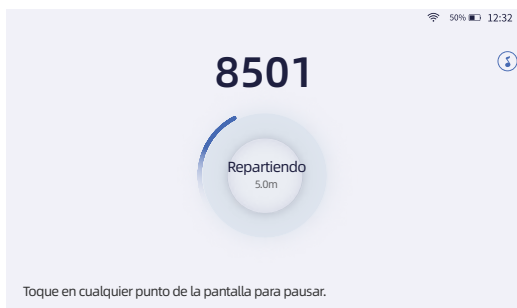 50% 12:32
8501
Repartiendo
5.0m
Toque en cualquier punto de la pantalla para pausar.